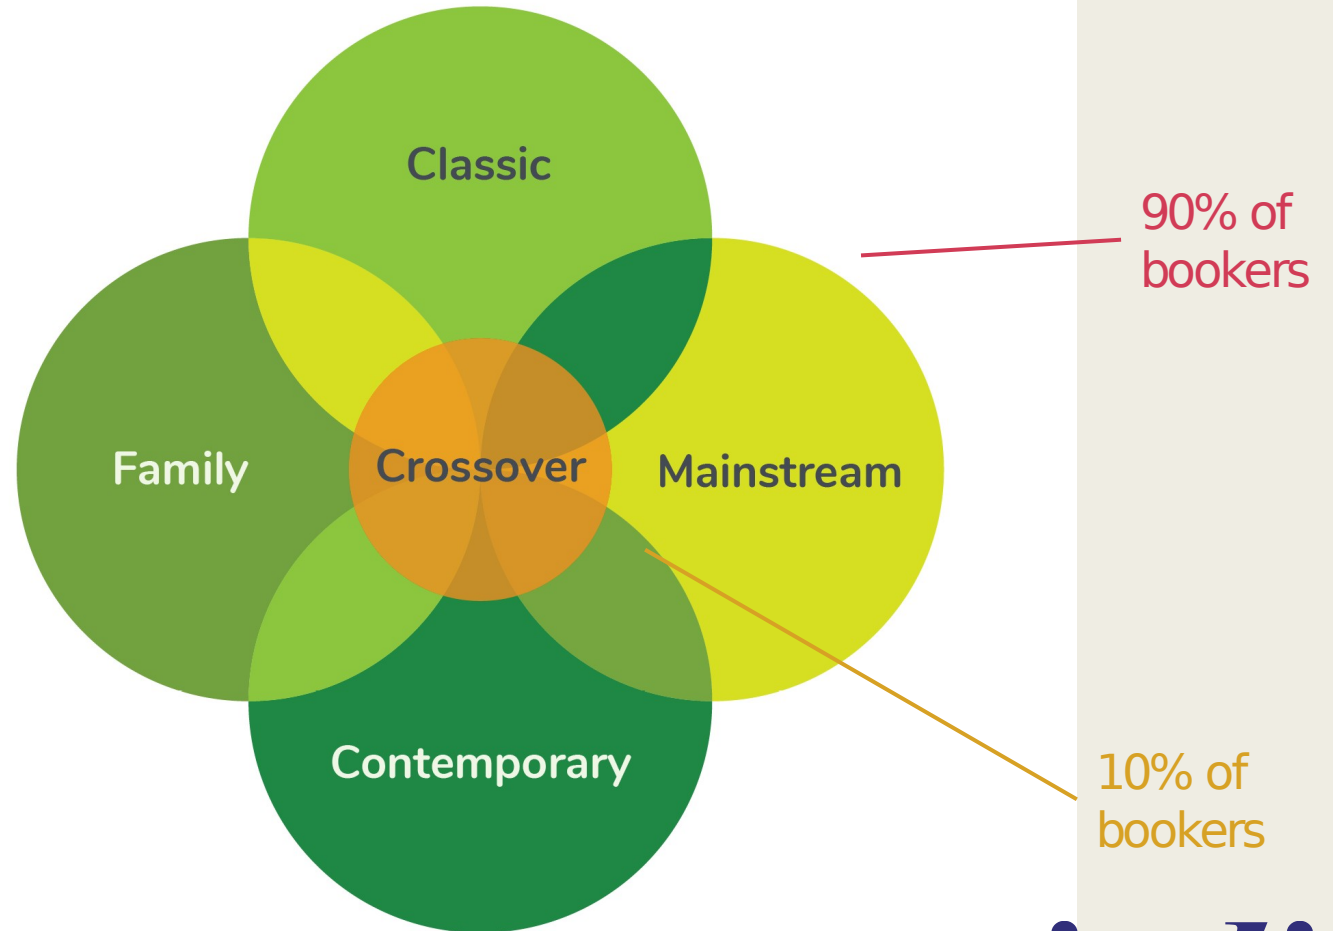 Classic
90% of
bookers
Family
Crossover
Mainstream
Contemporary
10% of
bookers